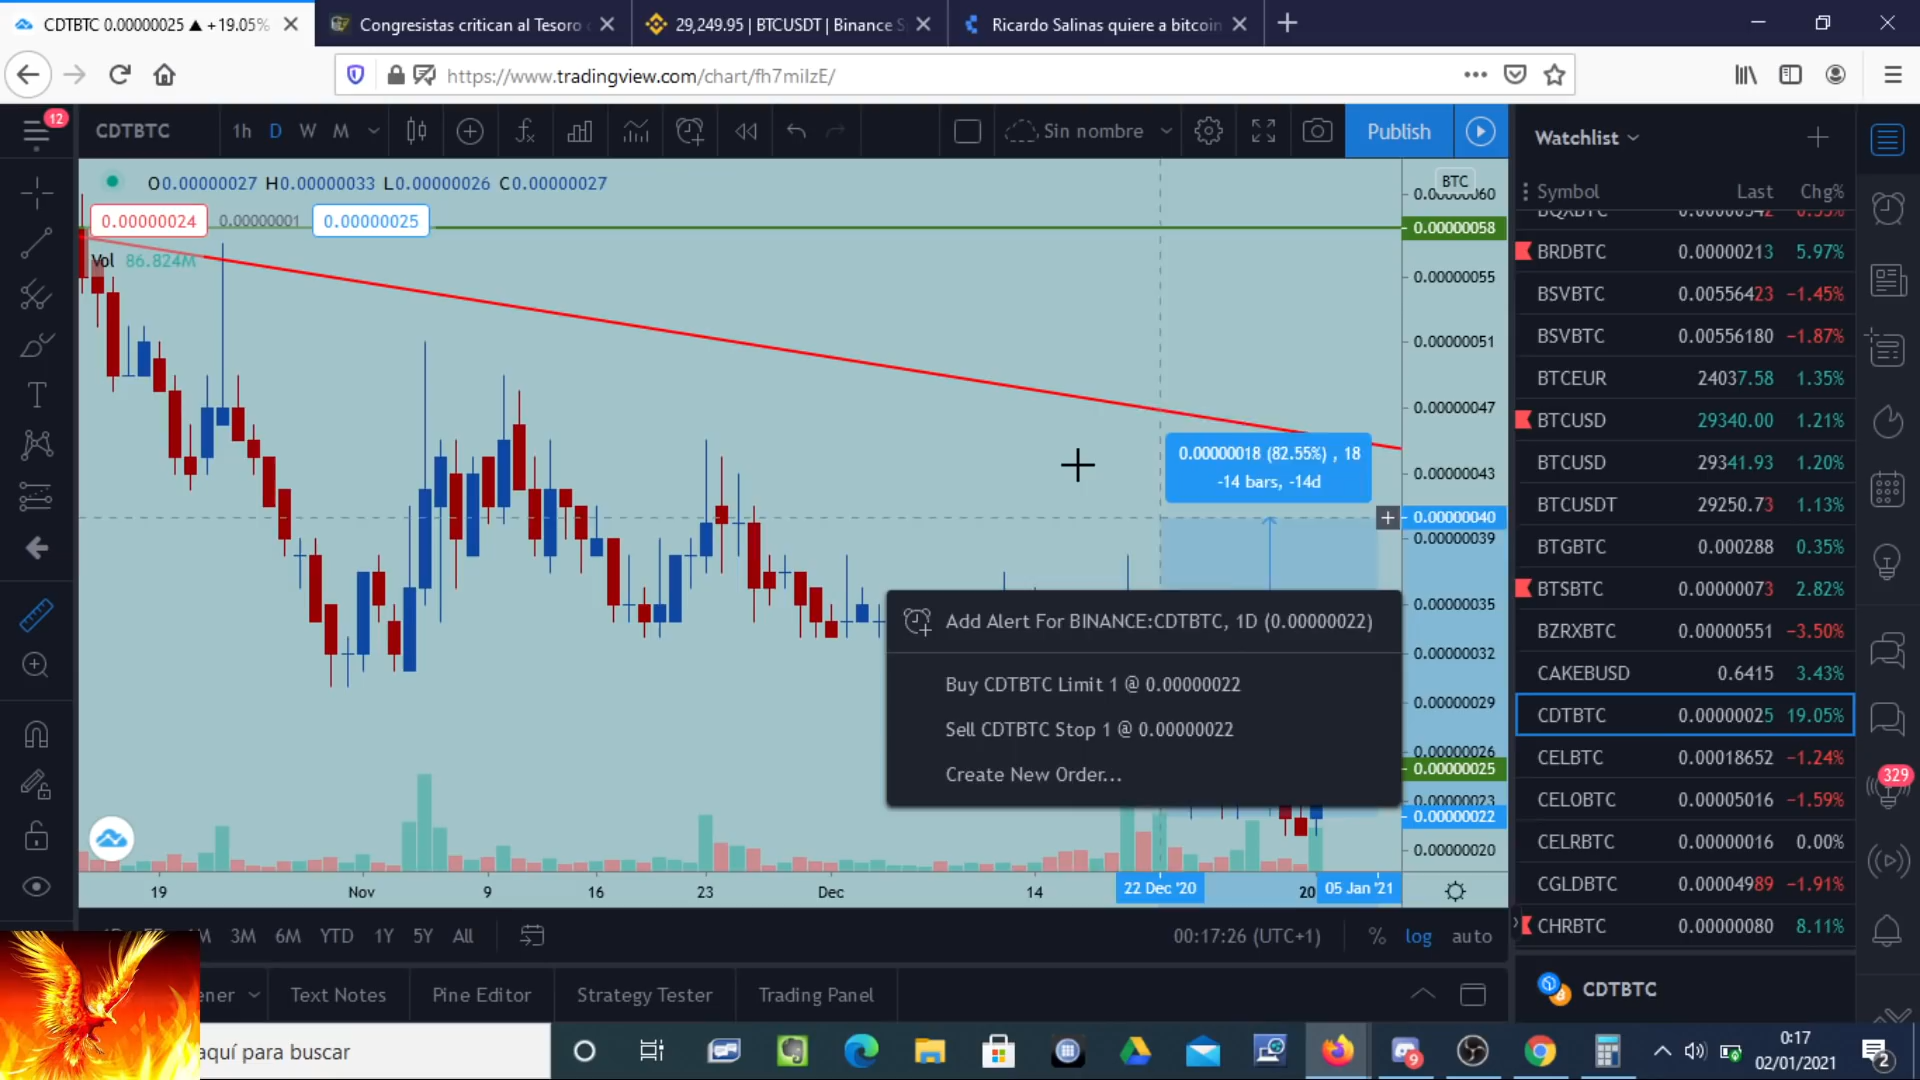 CDTBTC 0.00000025 ▲ +19.05%
Congresistas critican al Tesoro
29,249.95 | BTCUSDT | Binance S
Ricardo Salinas quiere a bitcoin
https://www.tradingview.com/chart/fh7miIzE/
12
CDTBTC
1h D W M
Sin nombre
Publish
O0.00000027 H0.00000033 L0.00000026 C0.00000027
0.00000024 0.00000001 0.00000025
Vol 86.824M
BTC
0.00000058
0.00000055
0.00000051
0.00000047
0.00000043
0.00000040
0.00000039
0.00000035
0.00000032
0.00000029
0.00000026
0.00000025
0.00000023
0.00000022
0.00000020
0.00000018 (82.55%) , 18
-14 bars, -14d
Add Alert For BINANCE:CDTBTC, 1D (0.00000022)
Buy CDTBTC Limit 1 @ 0.00000022
Sell CDTBTC Stop 1 @ 0.00000022
Create New Order...
19 Nov 9 16 23 Dec 14 22 Dec '20 20 05 Jan '21
3M 6M YTD 1Y 5Y All
00:17:26 (UTC+1) % log auto
Text Notes Pine Editor Strategy Tester Trading Panel
Watchlist
Symbol Last Chg%
BRDBTC 0.00000213 5.97%
BSVBTC 0.00556423 −1.45%
BSVBTC 0.00556180 −1.87%
BTCEUR 24037.58 1.35%
BTCUSD 29340.00 1.21%
BTCUSD 29341.93 1.20%
BTCUSDT 29250.73 1.13%
BTGBTC 0.000288 0.35%
BTSBTC 0.00000073 2.82%
BZRXBTC 0.00000551 −3.50%
CAKEBUSD 0.6415 3.43%
CDTBTC 0.00000025 19.05%
CELBTC 0.00018652 −1.24%
CELOBTC 0.00005016 −1.59%
CELRBTC 0.00000016 0.00%
CGLDBTC 0.00004989 −1.91%
CHRBTC 0.00000080 8.11%
CDTBTC
329
aquí para buscar
9
0:17
02/01/2021
2